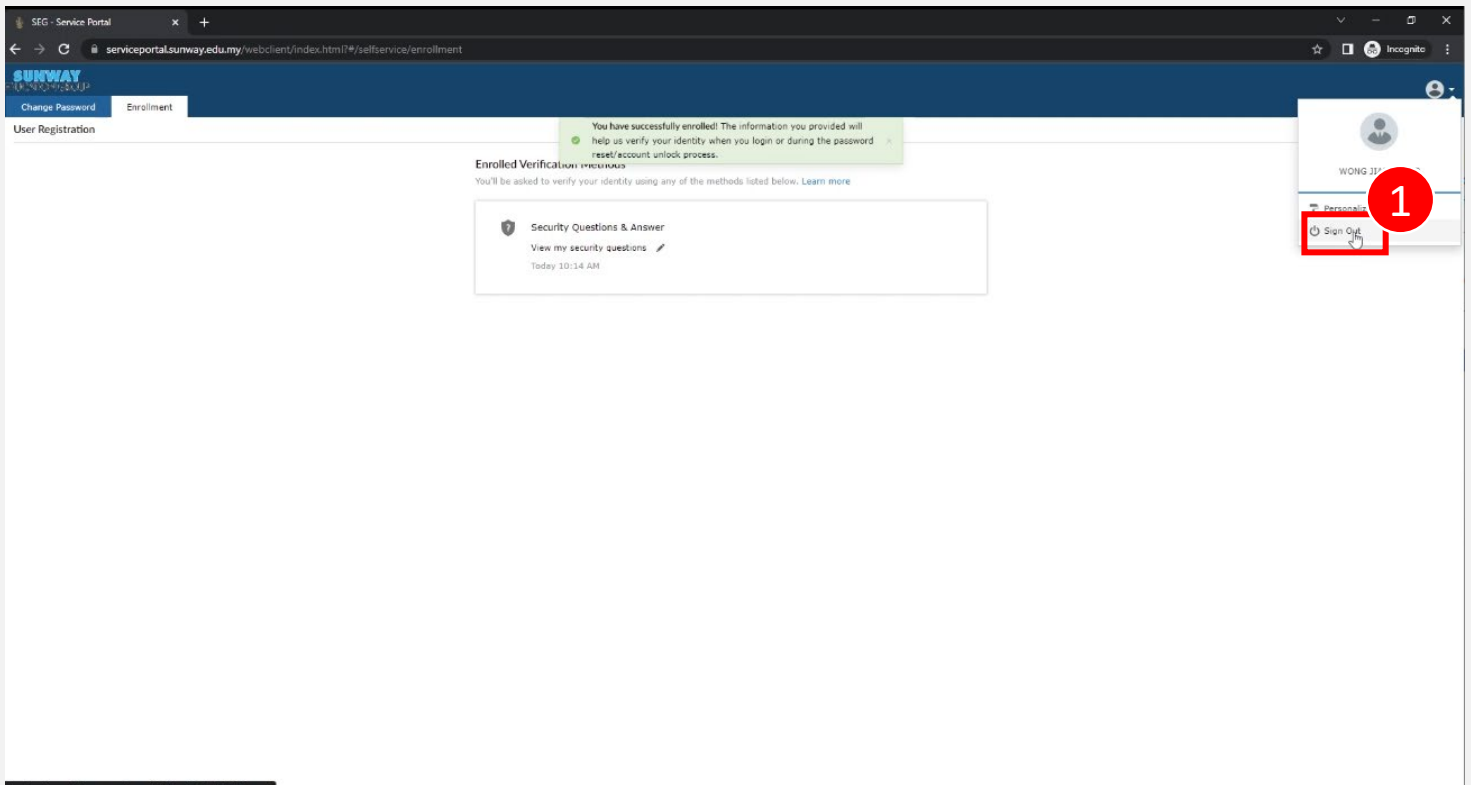 SEG - Service Portal
serviceportal.sunway.edu.my/webclient/index.html?#/selfservice/enrollment
Incognito
SUNWAY
Change Password Enrollment
User Registration
You have successfully enrolled! The information you provided will
help us verify your identity when you login or during the password
reset/account unlock process.
Enrolled Verification Methods
You'll be asked to verify your identity using any of the methods listed below. Learn more
Security Questions & Answer
View my security questions
Today 10:14 AM
WONG
1
Sign Out